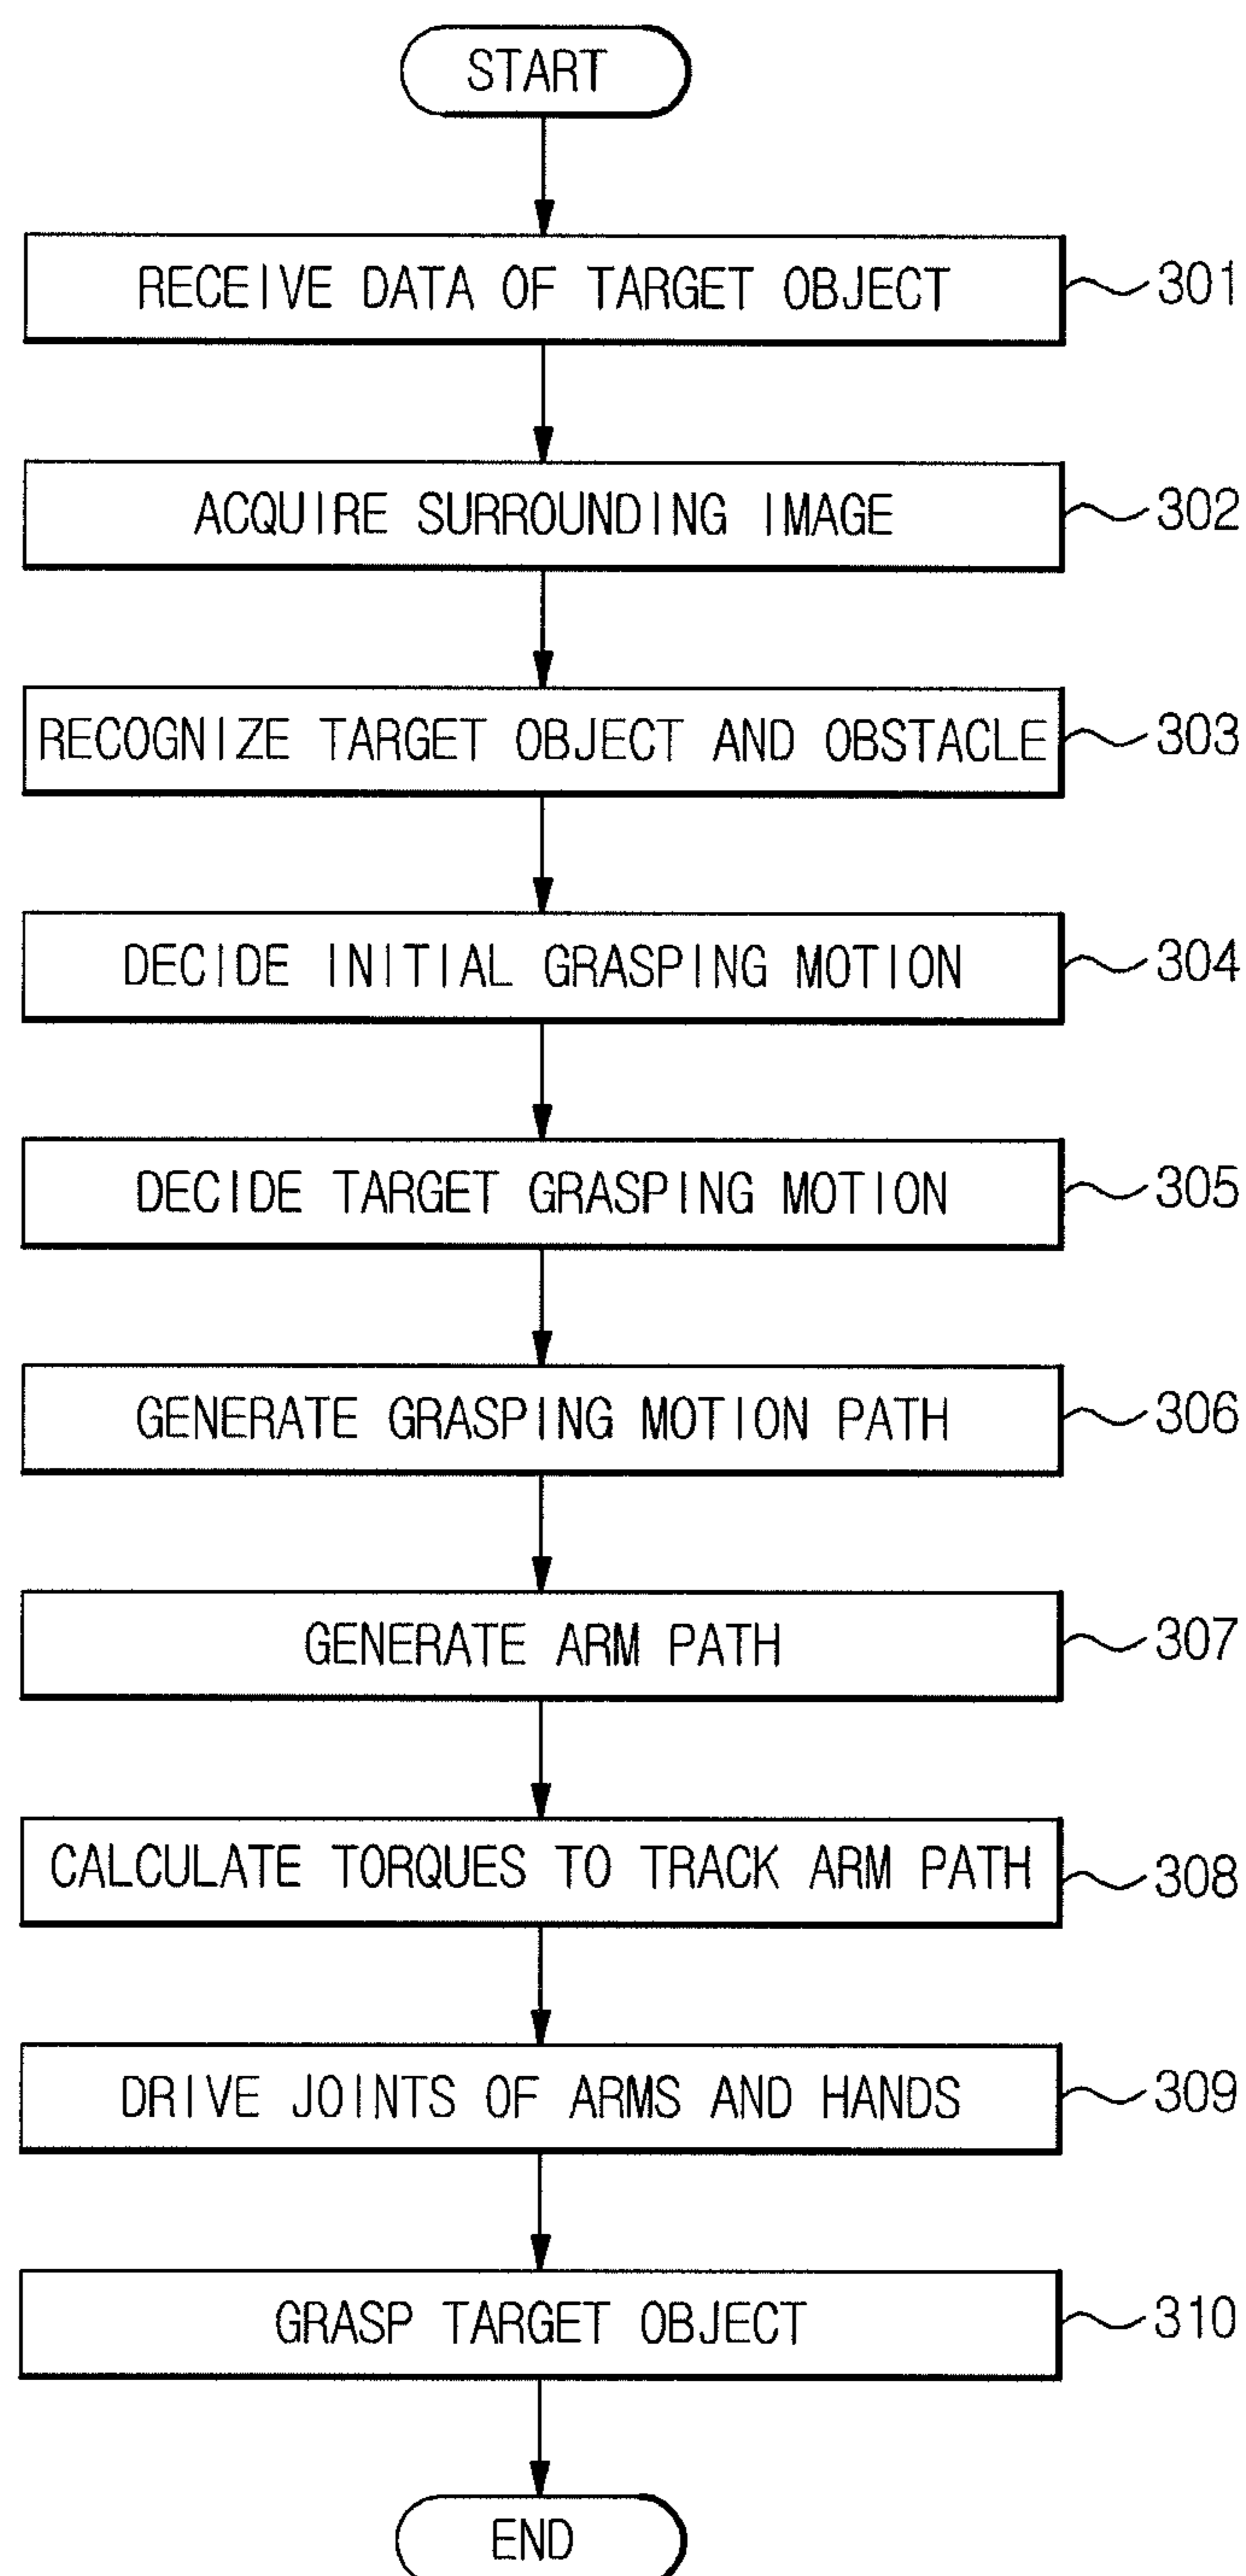 START
RECEIVE DATA OF TARGET OBJECT 301
ACQUIRE SURROUNDING IMAGE 302
RECOGNIZE TARGET OBJECT AND OBSTACLE 303
DECIDE INITIAL GRASPING MOTION 304
DECIDE TARGET GRASPING MOTION 305
GENERATE GRASPING MOTION PATH 306
GENERATE ARM PATH 307
CALCULATE TORQUES TO TRACK ARM PATH 308
DRIVE JOINTS OF ARMS AND HANDS 309
GRASP TARGET OBJECT 310
END